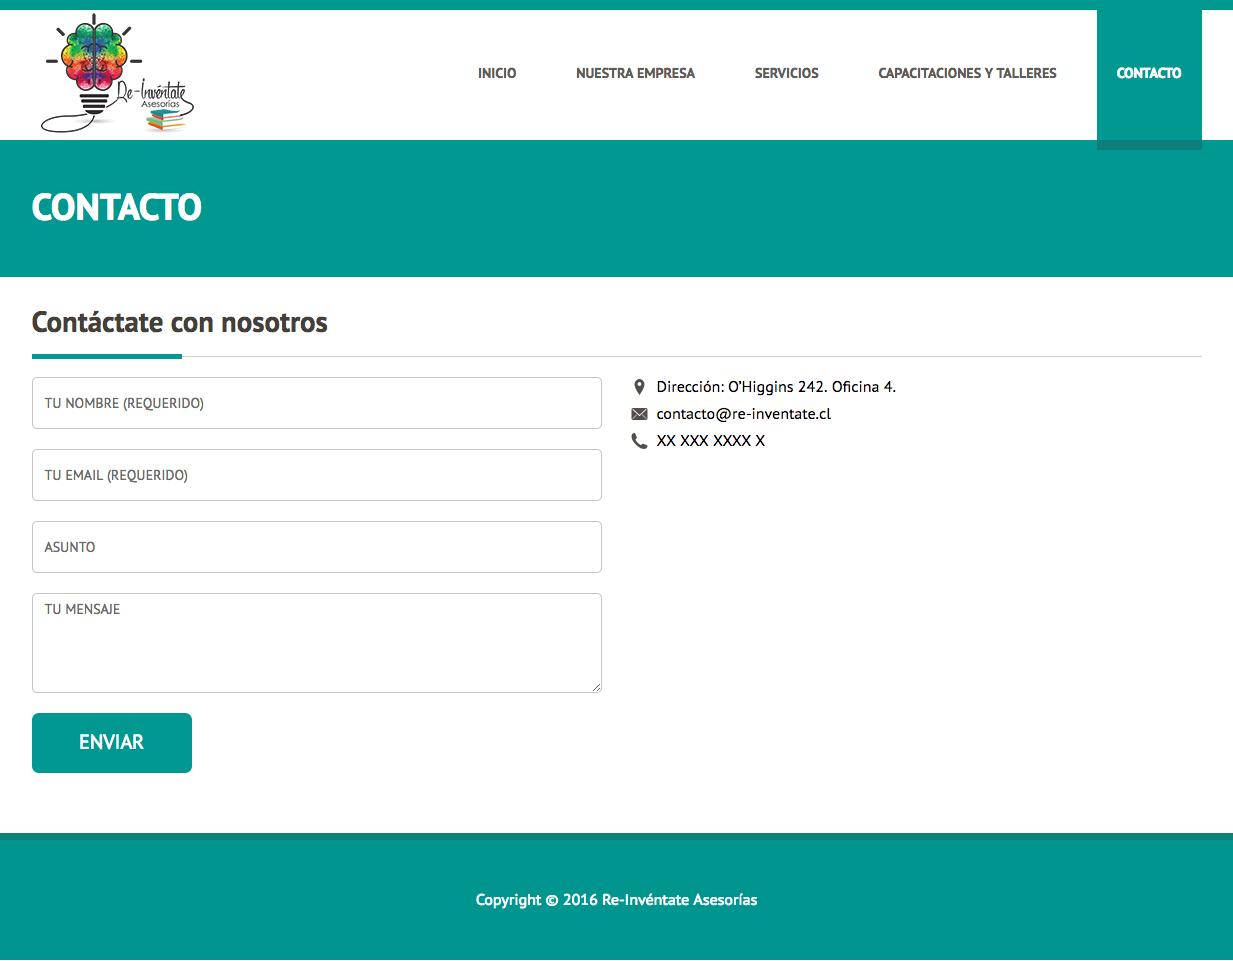 Re-Invéntate
Asesorías
INICIO
NUESTRA EMPRESA
SERVICIOS
CAPACITACIONES Y TALLERES
CONTACTO
CONTACTO
Contáctate con nosotros
TU NOMBRE (REQUERIDO)
TU EMAIL (REQUERIDO)
ASUNTO
TU MENSAJE
ENVIAR
Dirección: O'Higgins 242. Oficina 4.
contacto@re-inventate.cl
XX XXX XXXX X
Copyright © 2016 Re-Invéntate Asesorías